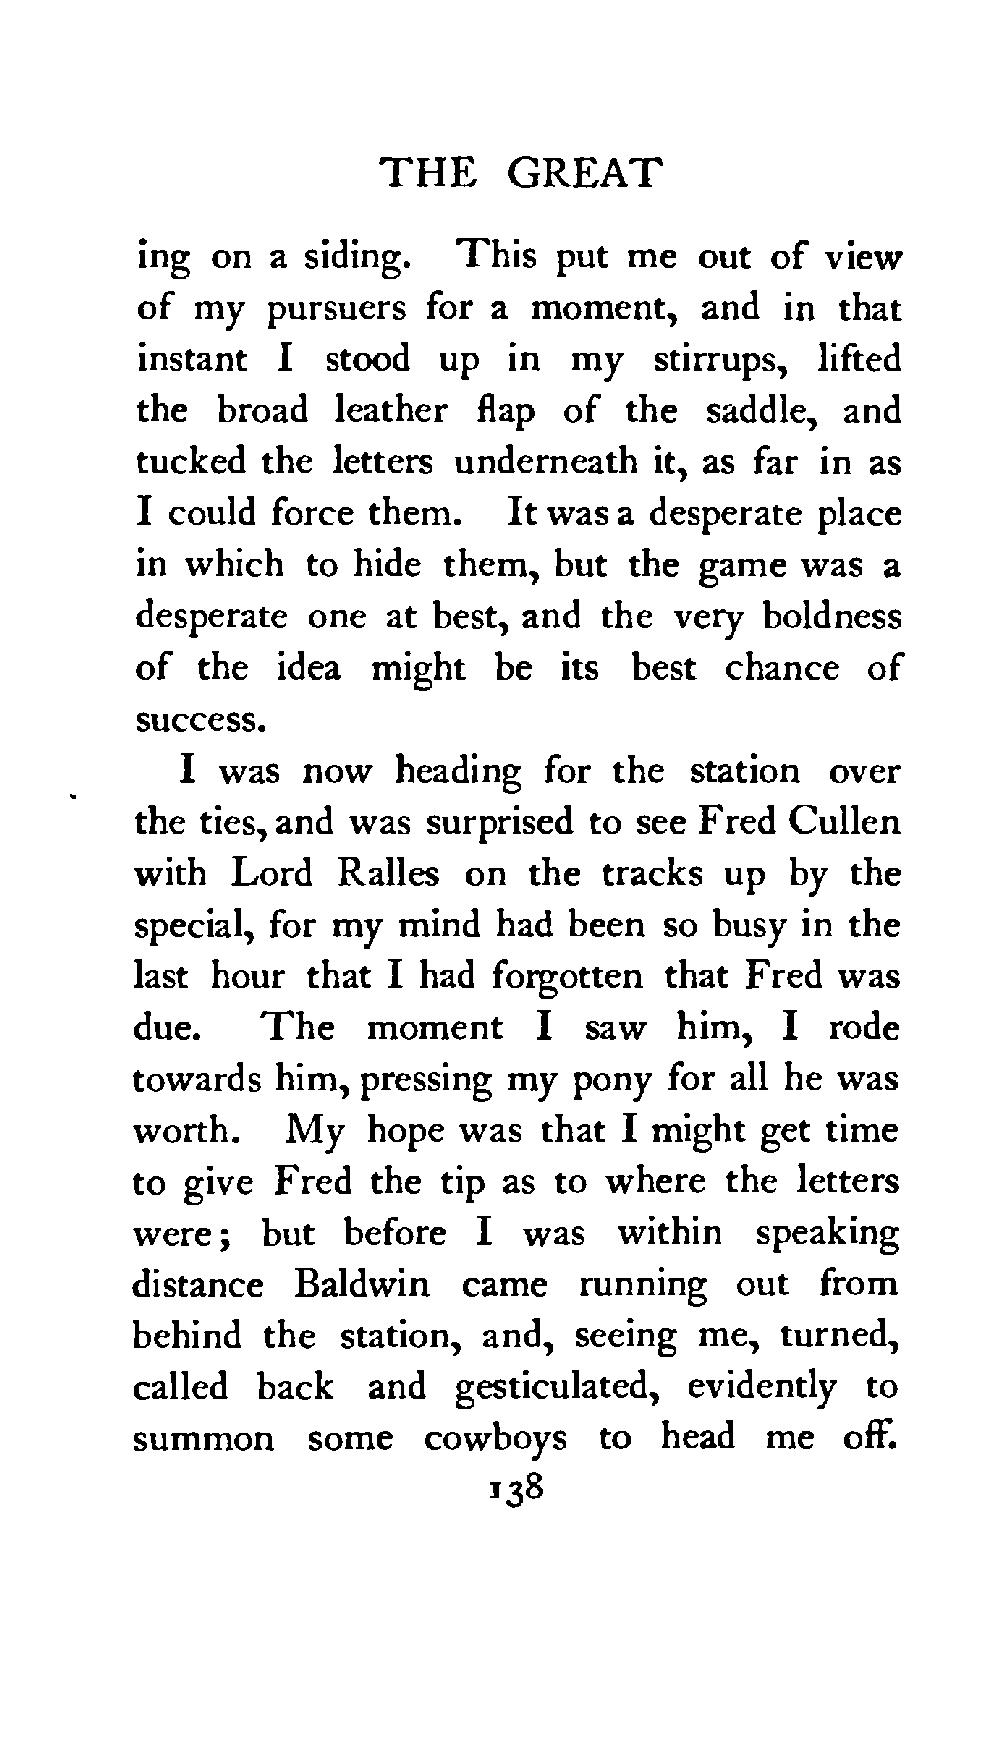 THE GREAT
ing on a siding. This put me out of view
of my pursuers for a moment, and in that
instant I stood up in my stirrups, lifted
the broad leather flap of the saddle, and
tucked the letters underneath it, as far in as
I could force them. It was a desperate place
in which to hide them, but the game was a
desperate one at best, and the very boldness
of the idea might be its best chance of
success.
I was now heading for the station over
the ties, and was surprised to see Fred Cullen
with Lord Ralles on the tracks up by the
special, for my mind had been so busy in the
last hour that I had forgotten that Fred was
due. The moment I saw him, I rode
towards him, pressing my pony for all he was
worth. My hope was that I might get time
to give Fred the tip as to where the letters
were; but before I was within speaking
distance Baldwin came running out from
behind the station, and, seeing me, turned,
called back and gesticulated, evidently to
summon some cowboys to head me off.
138